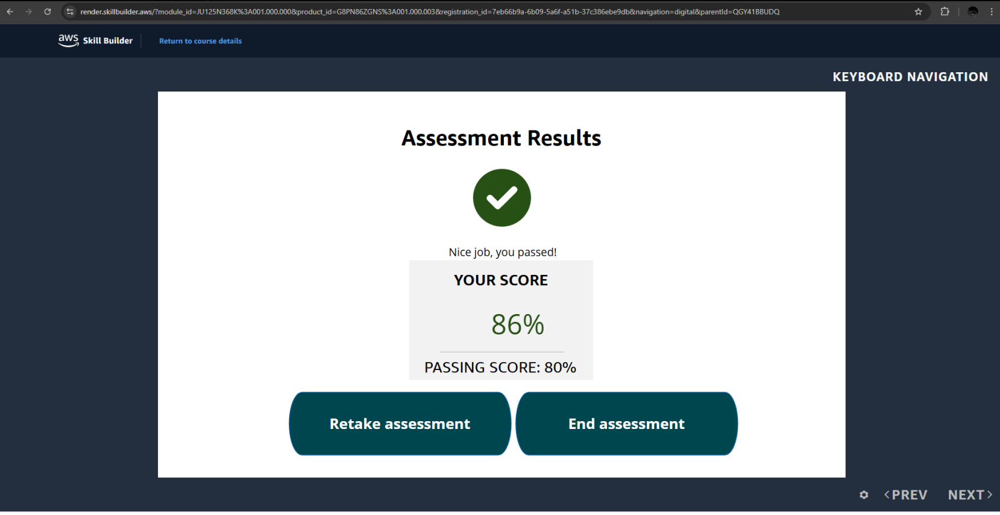 render.skillbuilder.aws/?module_id=JU125N368K%3A001.000.000&product_id=G8PN86ZGNS%3A001.000.003&registration_id=7eb66b9a-6b09-5a6f-a51b-37c386ebe9db&navigation=digital&parentId=QGY41BBUDQ
aws Skill Builder Return to course details
KEYBOARD NAVIGATION
Assessment Results
Nice job, you passed!
YOUR SCORE
86%
PASSING SCORE: 80%
Retake assessment End assessment
PREV NEXT